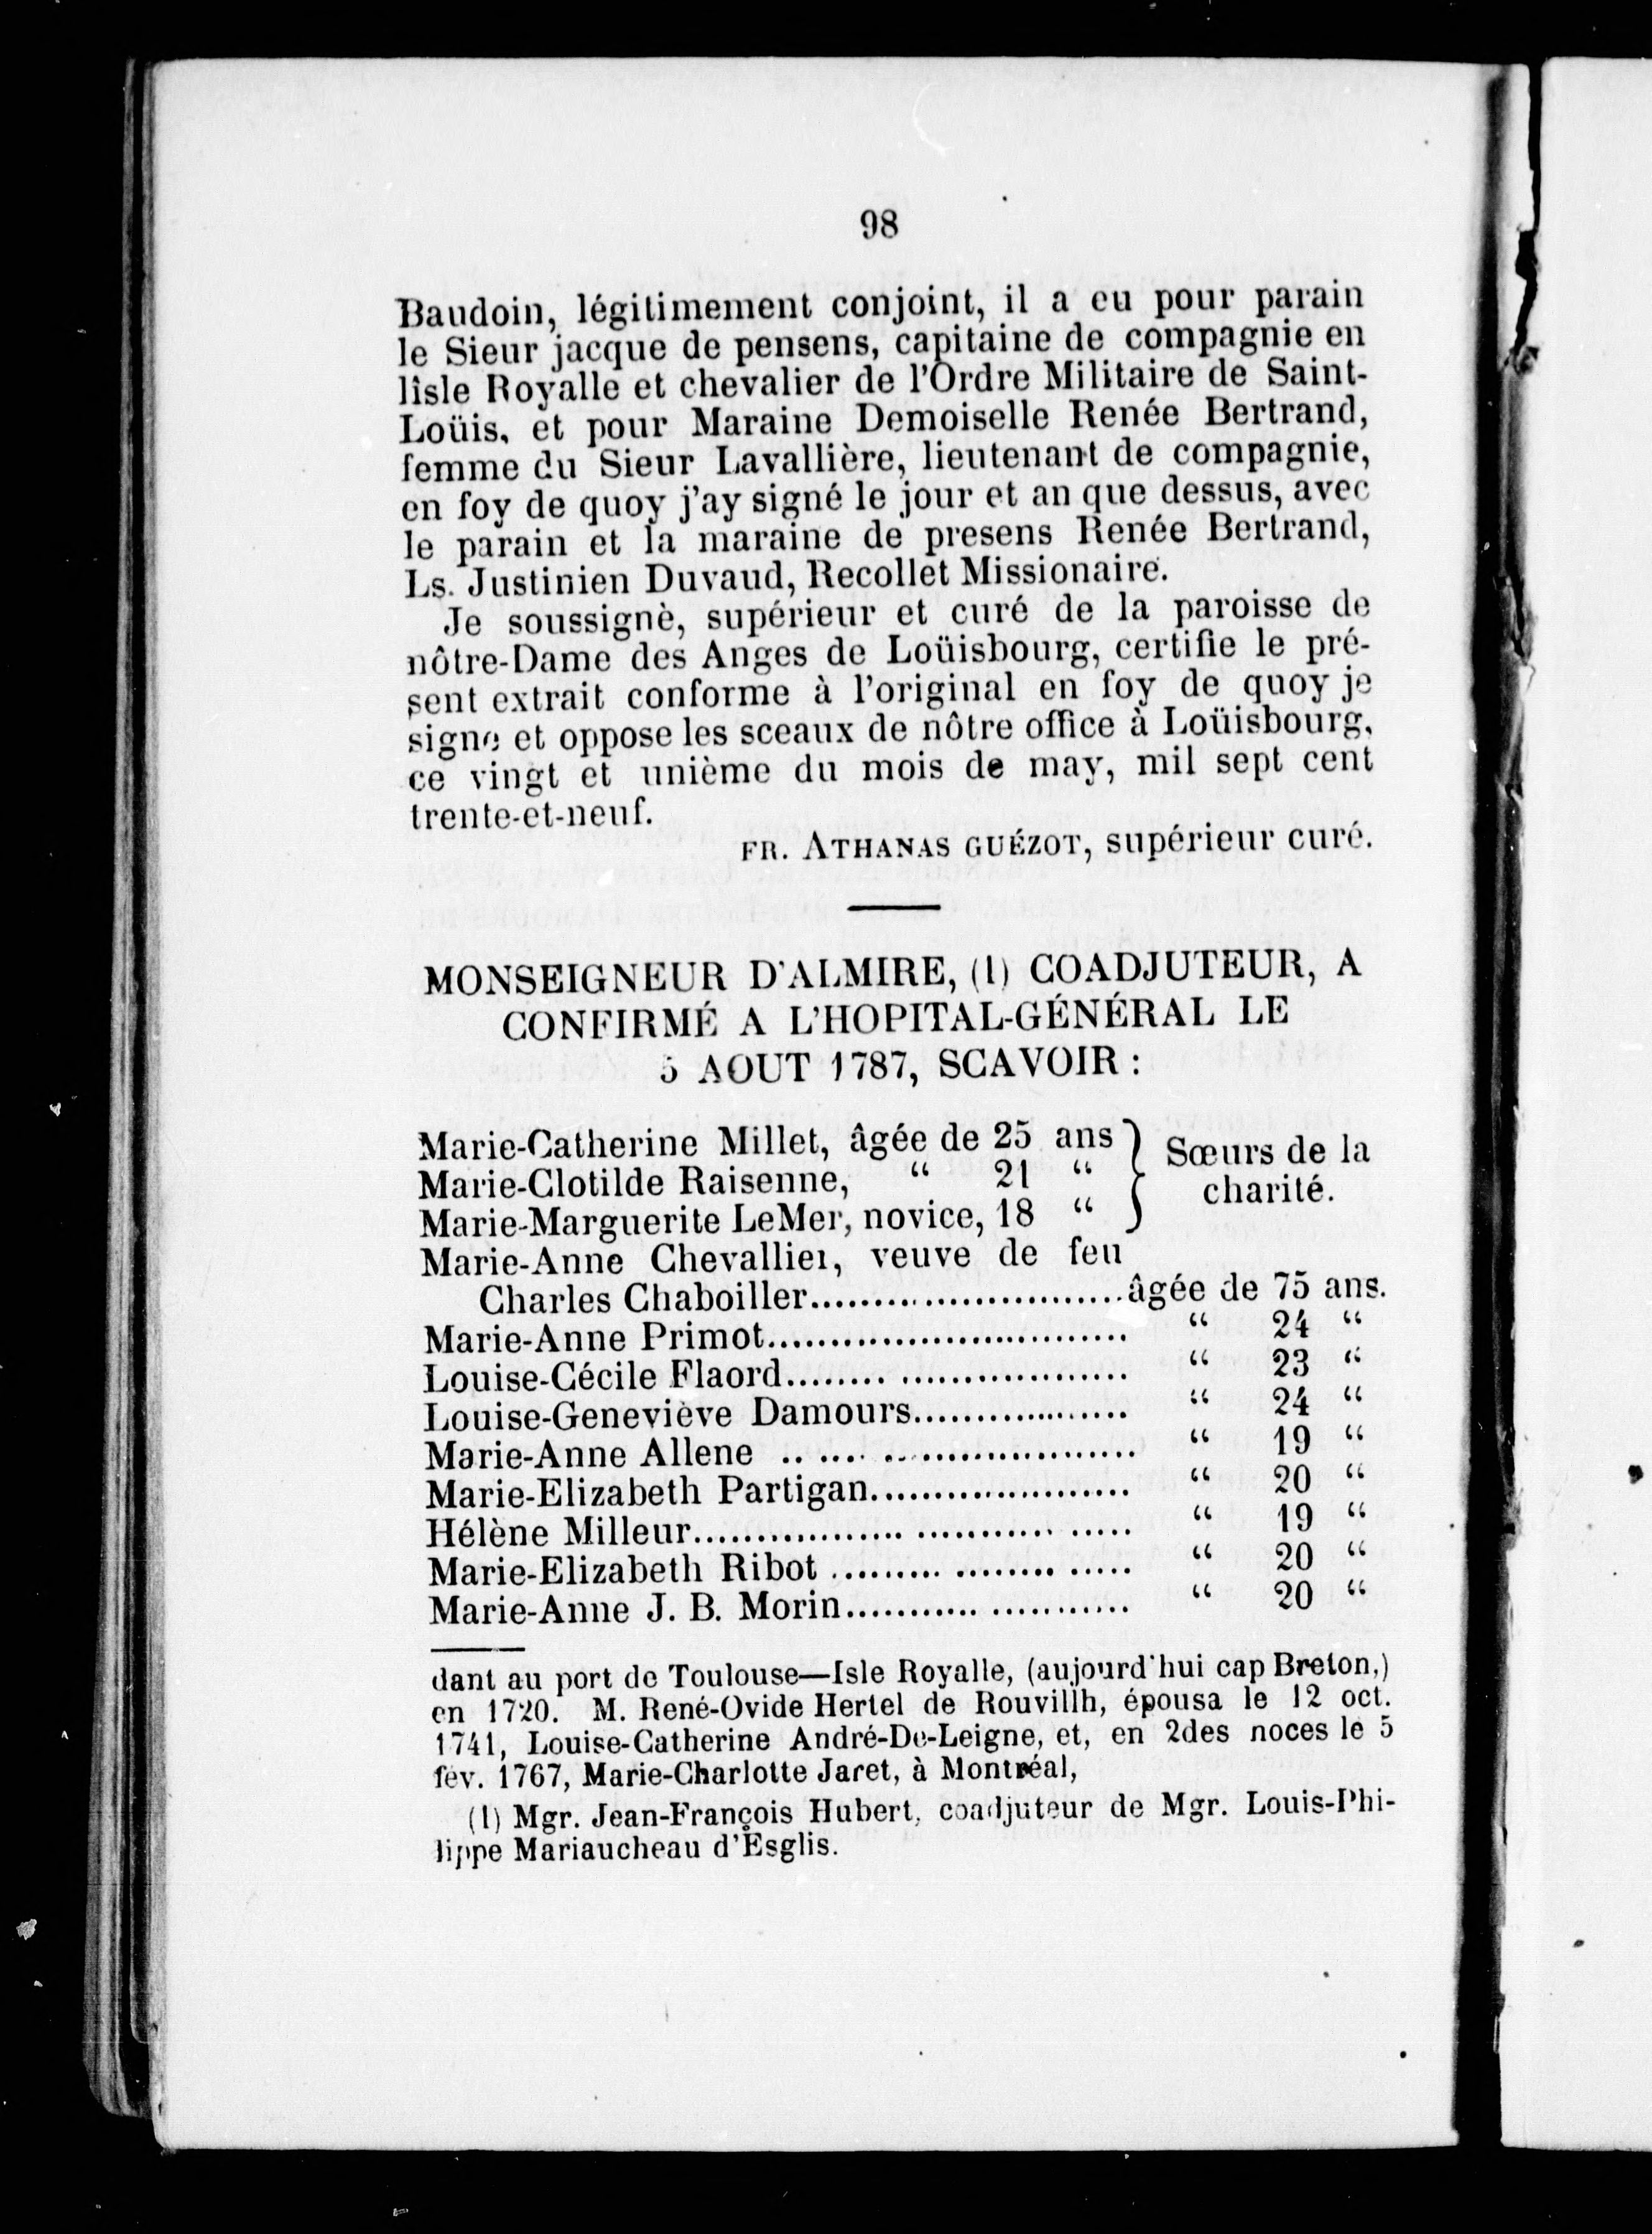 98
Baudoin, légitimement conjoint, il a eu pour parain
le Sieur jacque de pensens, capitaine de compagnie en
lîsle Royalle et chevalier de l'Ordre Militaire de Saint-
Loüis, et pour Maraine Demoiselle Renée Bertrand,
femme du Sieur Lavallière, lieutenant de compagnie,
en foy de quoy j'ay signé le jour et an que dessus, avec
le parain et la maraine de presens Renée Bertrand,
Ls. Justinien Duvaud, Recollet Missionaire.
Je soussignè, supérieur et curé de la paroisse de
nôtre-Dame des Anges de Loüisbourg, certifie le pré-
sent extrait conforme à l'original en foy de quoy je
signe et oppose les sceaux de nôtre office à Loüisbourg,
ce vingt et unième du mois de may, mil sept cent
trente-et-neuf.
FR. ATHANAS GUÉZOT, supérieur curé.
MONSEIGNEUR D'ALMIRE, (1) COADJUTEUR, A
CONFIRMÉ A L'HOPITAL-GÉNÉRAL LE
5 AOUT 1787, SCAVOIR :
Marie-Catherine Millet, âgée de 25 ans } Sœurs de la
Marie-Clotilde Raisenne, “ 21 “ } charité.
Marie-Marguerite LeMer, novice, 18 “ }
Marie-Anne Chevallier, veuve de feu
Charles Chaboiller..............................âgée de 75 ans.
Marie-Anne Primot.............................. “ 24 “
Louise-Cécile Flaord........ .................. “ 23 “
Louise-Geneviève Damours..................... “ 24 “
Marie-Anne Allene .. .... ....................... “ 19 “
Marie-Elizabeth Partigan....................... “ 20 “
Hélène Milleur................. ........... ..... “ 19 “
Marie-Elizabeth Ribot ......... ........ ..... “ 20 “
Marie-Anne J. B. Morin........... ........... “ 20 “
dant au port de Toulouse—Isle Royalle, (aujourd'hui cap Breton,)
en 1720. M. René-Ovide Hertel de Rouvillh, épousa le 12 oct.
1741, Louise-Catherine André-De-Leigne, et, en 2des noces le 5
fév. 1767, Marie-Charlotte Jaret, à Montréal,
(1) Mgr. Jean-François Hubert, coadjuteur de Mgr. Louis-Phi-
lippe Mariaucheau d'Esglis.